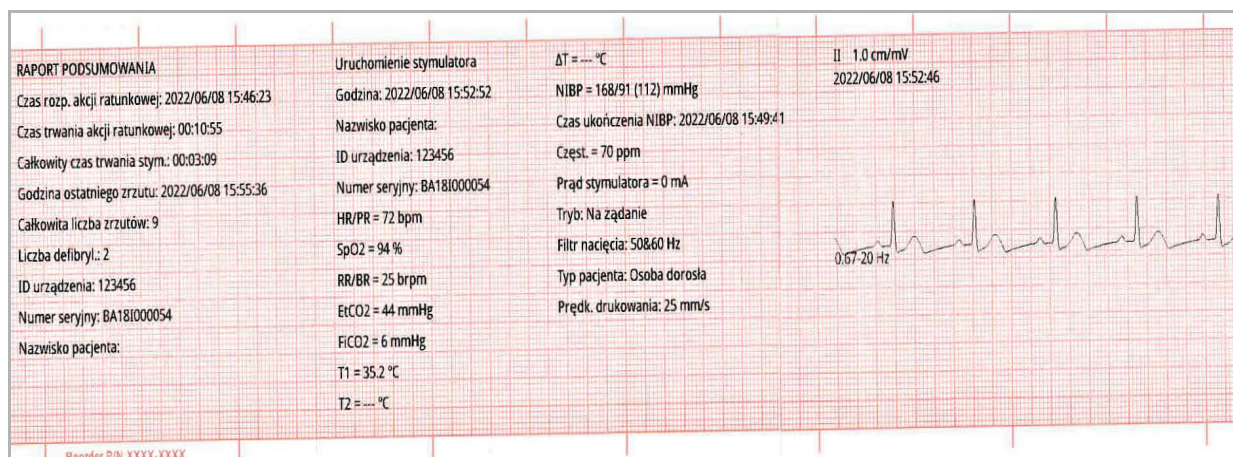 RAPORT PODSUMOWANIA
Czas rozp. akcji ratunkowej: 2022/06/08 15:46:23
Czas trwania akcji ratunkowej: 00:10:55
Całkowity czas trwania stym.: 00:03:09
Godzina ostatniego zrzutu: 2022/06/08 15:55:36
Całkowita liczba zrzutów: 9
Liczba defibryl.: 2
ID urządzenia: 123456
Numer seryjny: BA18I000054
Nazwisko pacjenta:
Uruchomienie stymulatora
Godzina: 2022/06/08 15:52:52
Nazwisko pacjenta:
ID urządzenia: 123456
Numer seryjny: BA18I000054
HR/PR = 72 bpm
SpO2 = 94 %
RR/BR = 25 brpm
EtCO2 = 44 mmHg
FiCO2 = 6 mmHg
T1 = 35.2 °C
T2 = --- °C
ΔT = --- °C
NIBP = 168/91 (112) mmHg
Czas ukończenia NIBP: 2022/06/08 15:49:41
Częst. = 70 ppm
Prąd stymulatora = 0 mA
Tryb: Na żądanie
Filtr nacięcia: 50&60 Hz
Typ pacjenta: Osoba dorosła
Prędk. drukowania: 25 mm/s
II 1.0 cm/mV
2022/06/08 15:52:46
0.67-20 Hz
Reorder P/N XXXX-XXXX